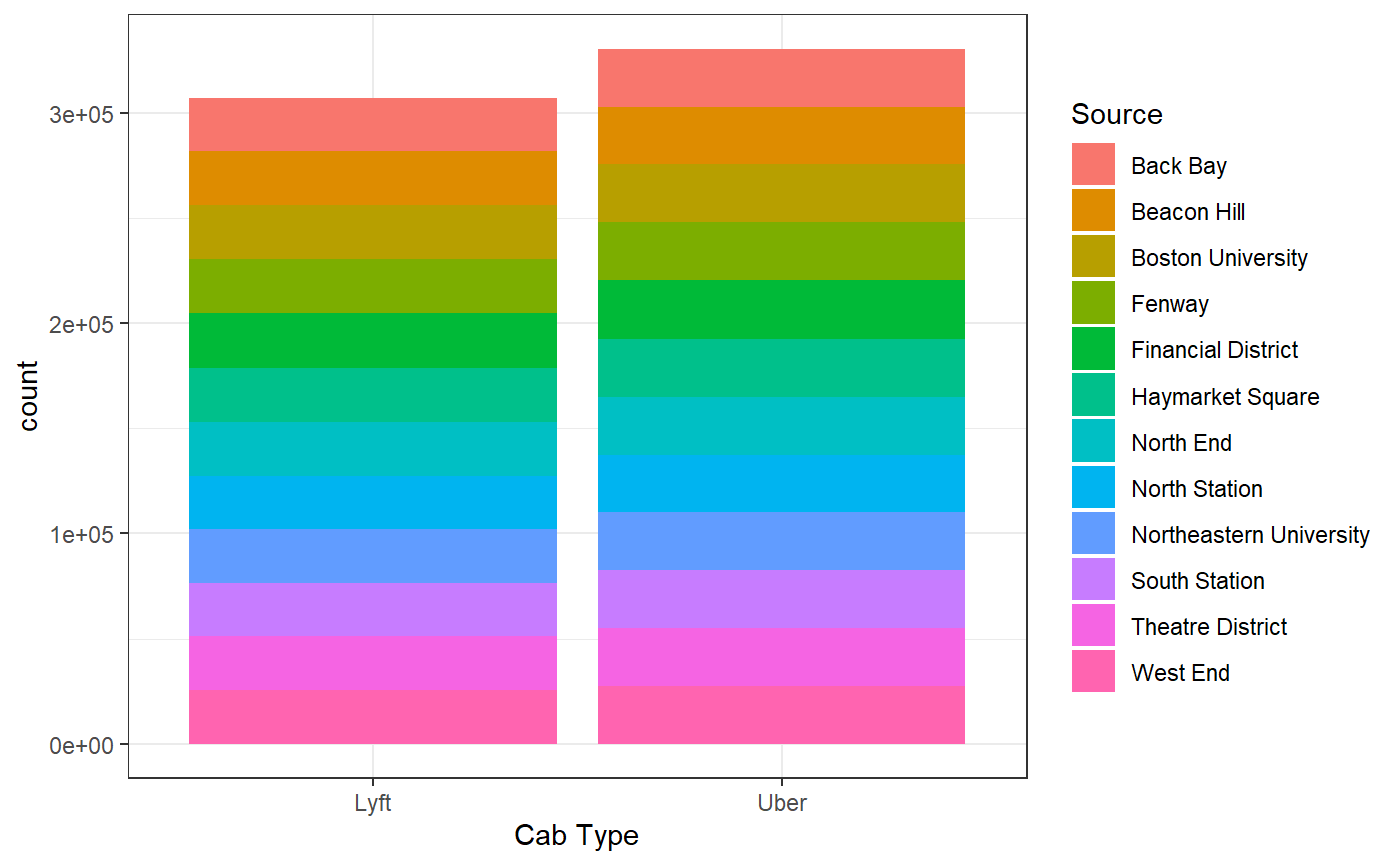 3e+05
2e+05
1e+05
0e+00
count
Lyft
Uber
Cab Type
Source
Back Bay
Beacon Hill
Boston University
Fenway
Financial District
Haymarket Square
North End
North Station
Northeastern University
South Station
Theatre District
West End